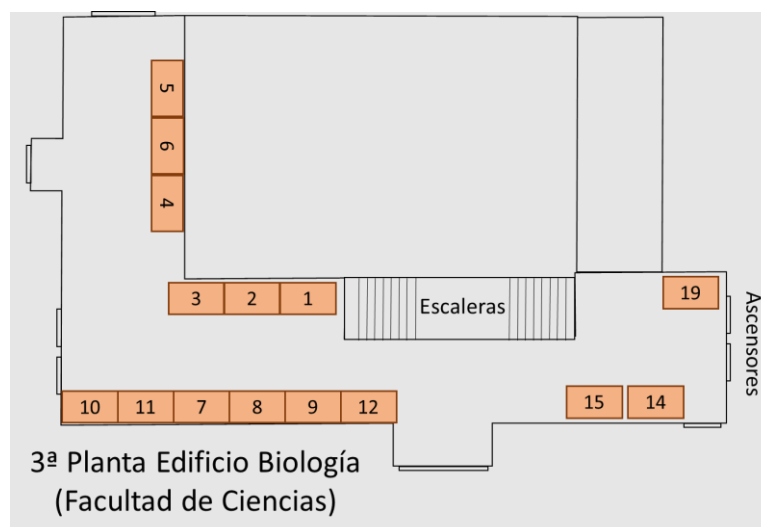 5
6
4
3 2 1
Escaleras
19
Ascensores
10 11 7 8 9 12
15 14
3ª Planta Edificio Biología
(Facultad de Ciencias)